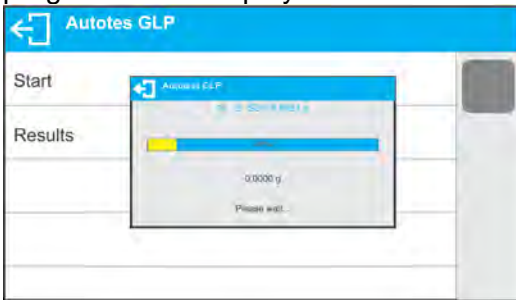 Autotes GLP
Start
Autotest GLP
Results
-0.0000 g
Please wait...